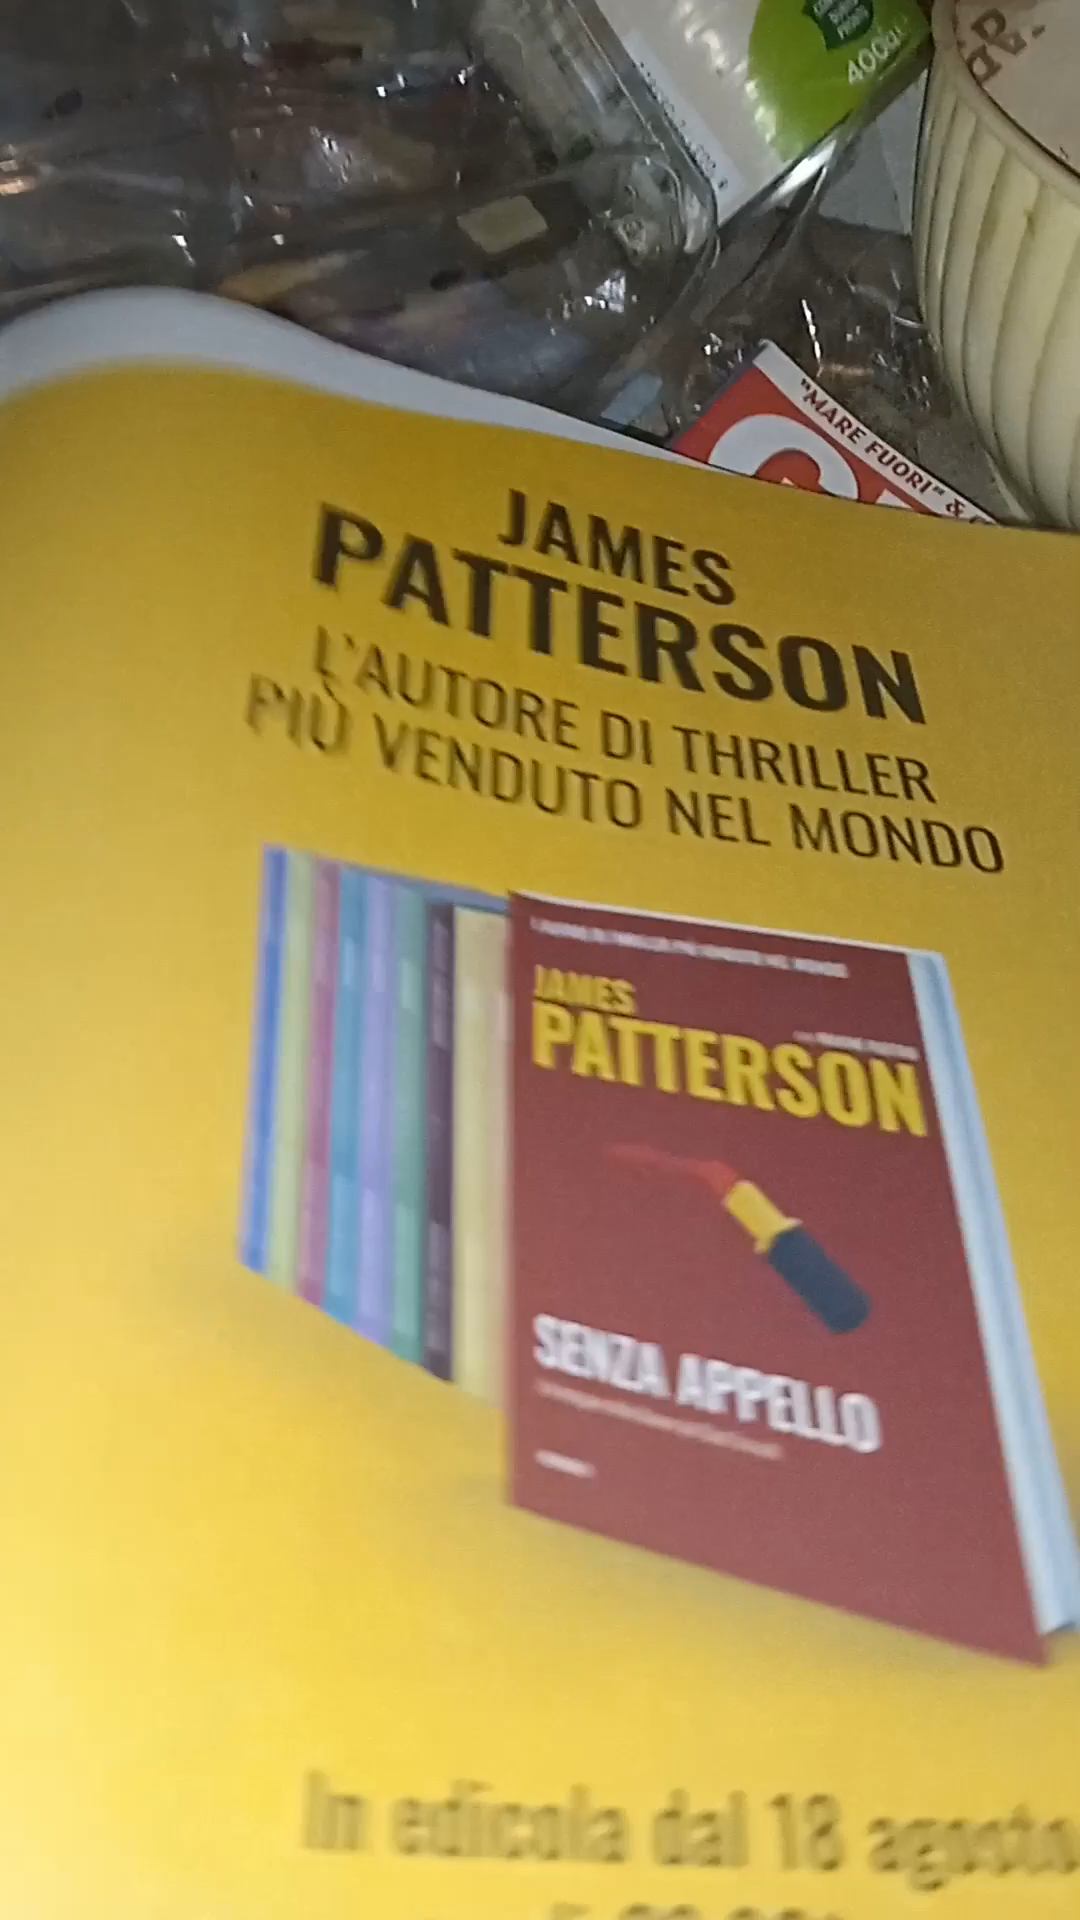 400g
"MARE FUORI" &
JAMES
PATTERSON
L'AUTORE DI THRILLER
PIÙ VENDUTO NEL MONDO
JAMES
PATTERSON
SENZA APPELLO
In edicola dal 18 agosto